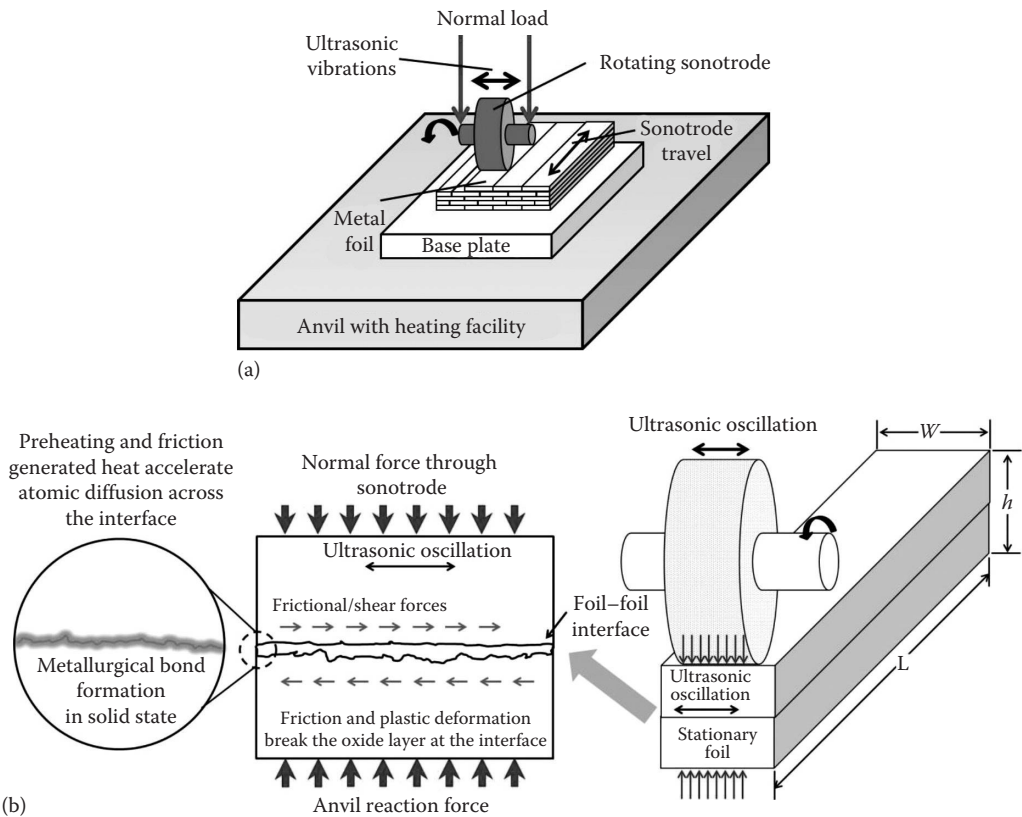 Normal load
Ultrasonic
vibrations
Rotating sonotrode
Sonotrode
travel
Metal
foil
Base plate
Anvil with heating facility
(a)
Preheating and friction
generated heat accelerate
atomic diffusion across
the interface
Metallurgical bond
formation
in solid state
Normal force through
sonotrode
Ultrasonic oscillation
Frictional/shear forces
Foil–foil
interface
Friction and plastic deformation
break the oxide layer at the interface
Anvil reaction force
Ultrasonic oscillation
W
h
L
Ultrasonic
oscillation
Stationary
foil
(b)